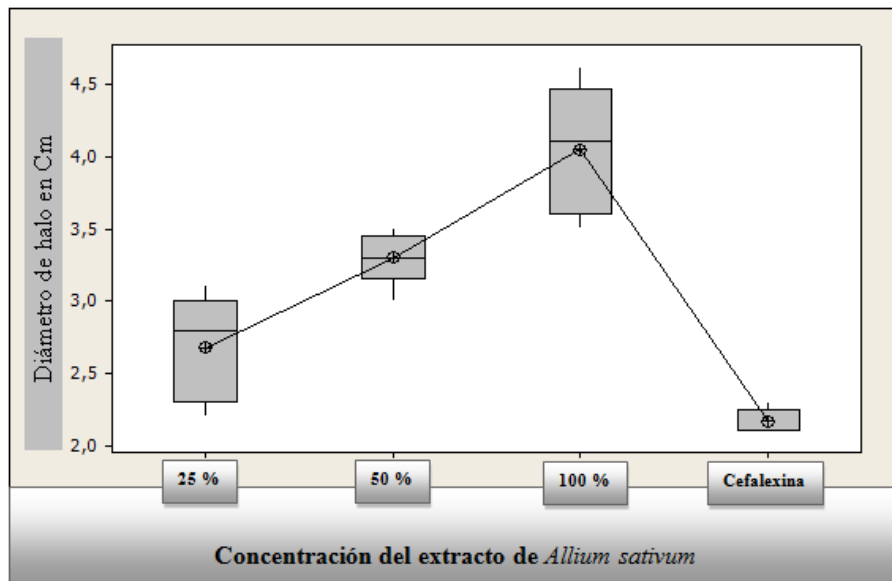 Diámetro de halo en Cm
4,5
4,0
3,5
3,0
2,5
2,0
25 % 50 % 100 % Cefalexina
Concentración del extracto de Allium sativum